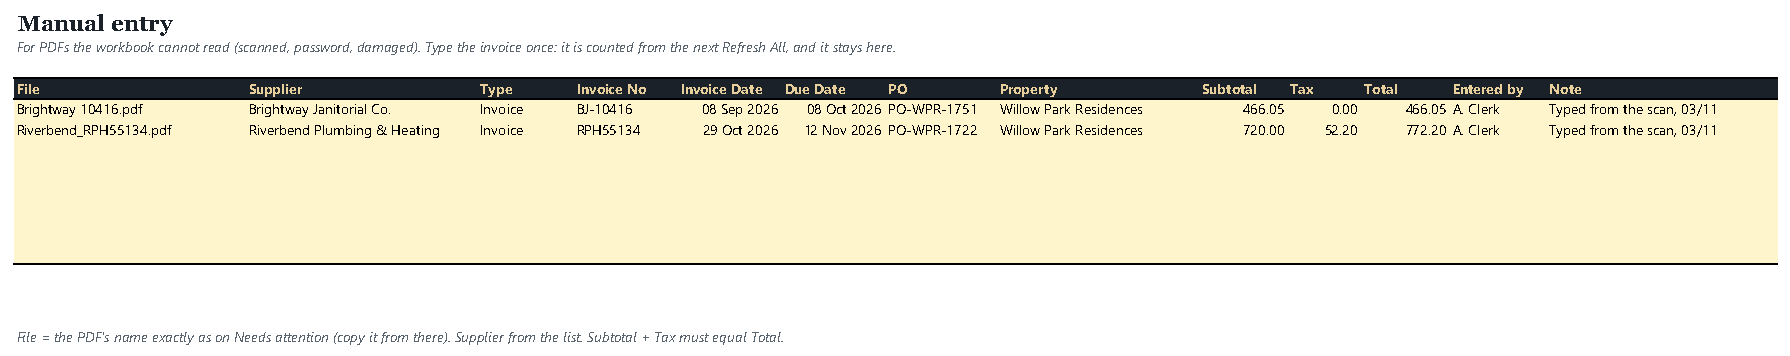 Manual entry
For PDFs the workbook cannot read (scanned, password, damaged). Type the invoice once: it is counted from the next Refresh All, and it stays here.
File Supplier Type Invoice No Invoice Date Due Date PO Property Subtotal Tax Total Entered by Note
Brightway 10416.pdf Brightway Janitorial Co. Invoice BJ-10416 08 Sep 2026 08 Oct 2026 PO-WPR-1751 Willow Park Residences 466.05 0.00 466.05 A. Clerk Typed from the scan, 03/11
Riverbend_RPH55134.pdf Riverbend Plumbing & Heating Invoice RPH55134 29 Oct 2026 12 Nov 2026 PO-WPR-1722 Willow Park Residences 720.00 52.20 772.20 A. Clerk Typed from the scan, 03/11
File = the PDF's name exactly as on Needs attention (copy it from there). Supplier from the list. Subtotal + Tax must equal Total.